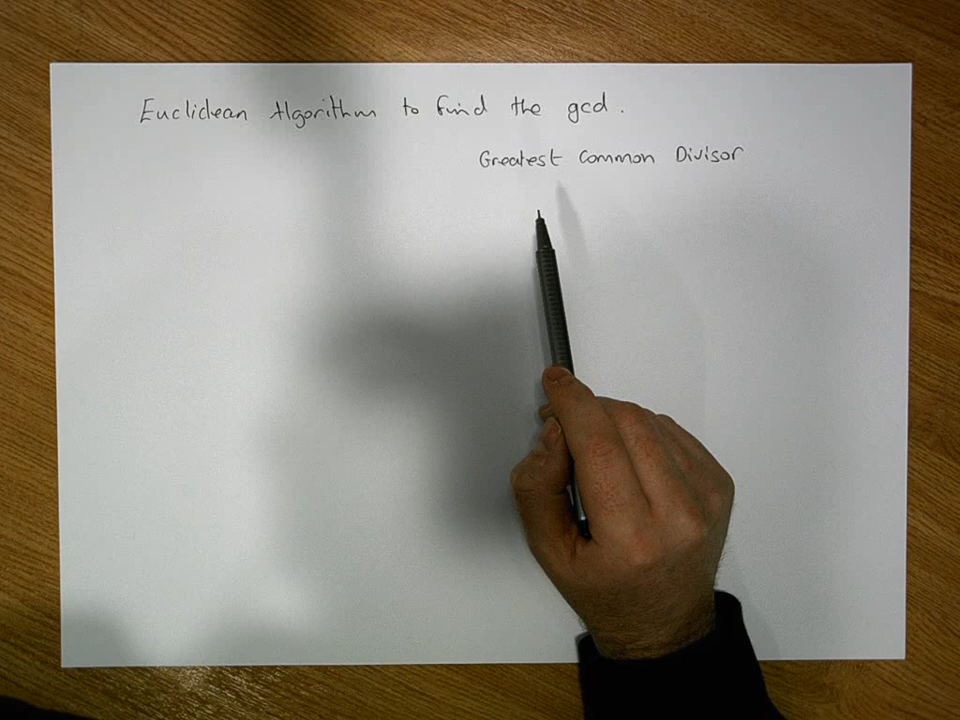 Euclidean Algorithm to find the gcd.
Greatest Common Divisor